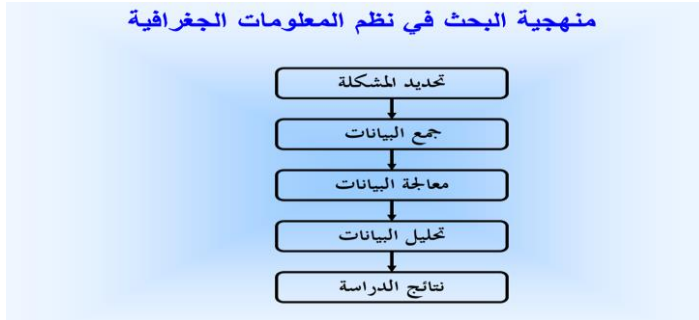 منهجية البحث في نظم المعلومات الجغرافية
تحديد المشكلة
جمع البيانات
معالجة البيانات
تحليل البيانات
نتائج الدراسة